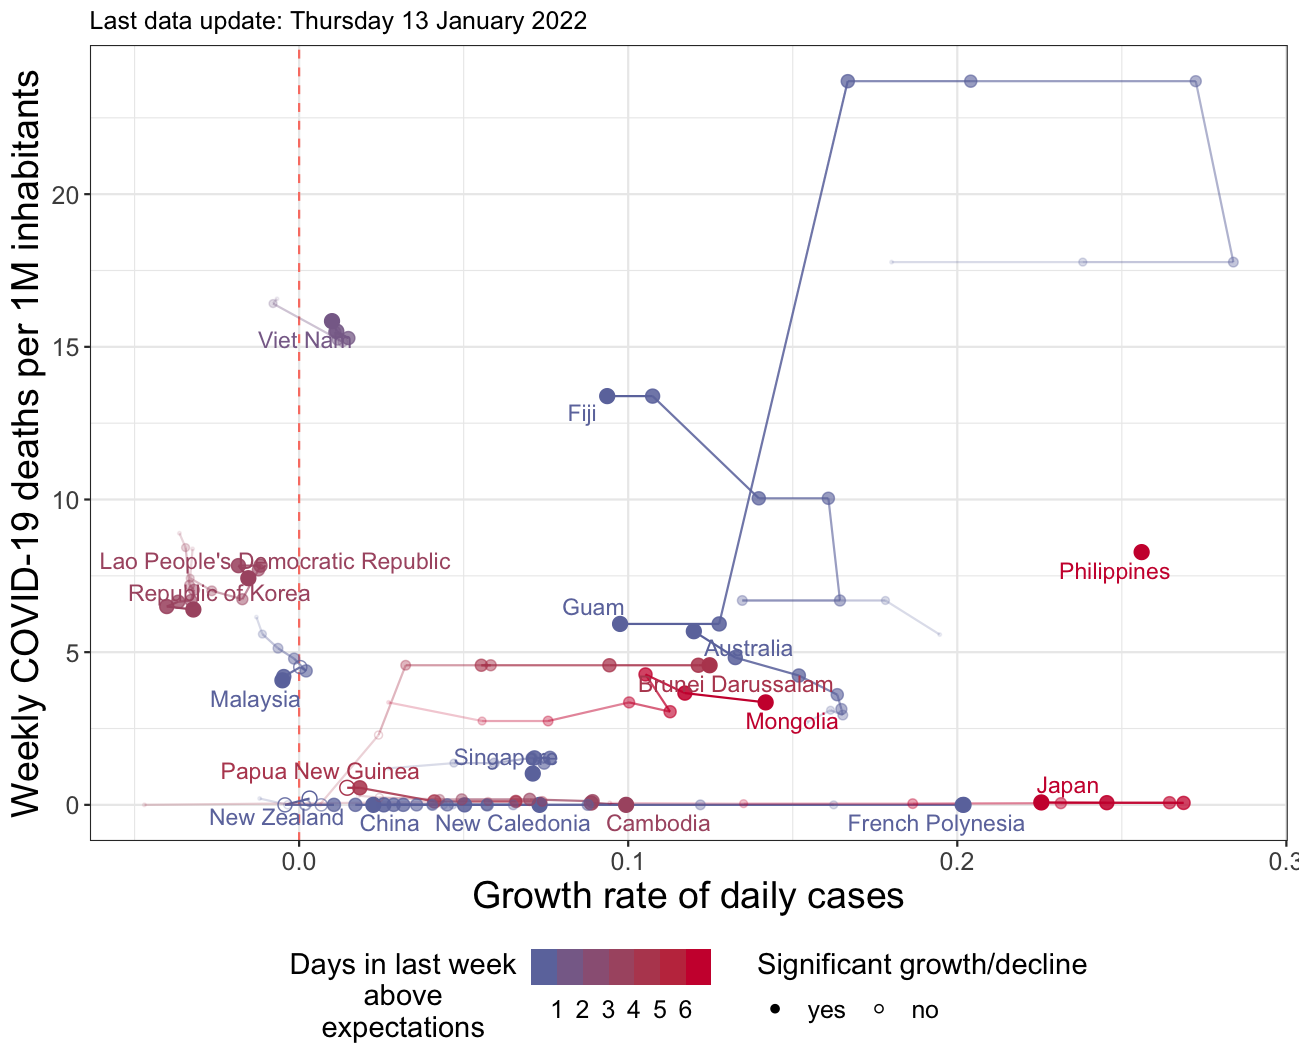 Last data update: Thursday 13 January 2022
Weekly COVID-19 deaths per 1M inhabitants
20
15
10
5
0
Viet Nam
Fiji
Lao People's Democratic Republic
Republic of Korea
Philippines
Guam
Australia
Malaysia
Brunei Darussalam
Mongolia
Singapore
Papua New Guinea
Japan
New Zealand
China
New Caledonia
Cambodia
French Polynesia
0.0
0.1
0.2
0.3
Growth rate of daily cases
Days in last week
above
expectations
1 2 3 4 5 6
Significant growth/decline
yes
no